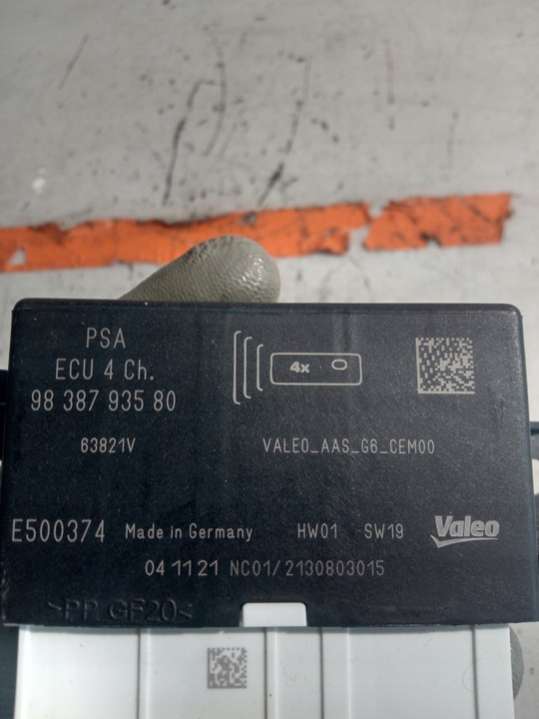 PSA
ECU 4 Ch.
98 387 935 80
63821V
4x
VALEO_AAS_G6_CEM00
E500374 Made in Germany HW01 SW19 Valeo
04 11 21 NC01/2130803015
>PP_GF20<